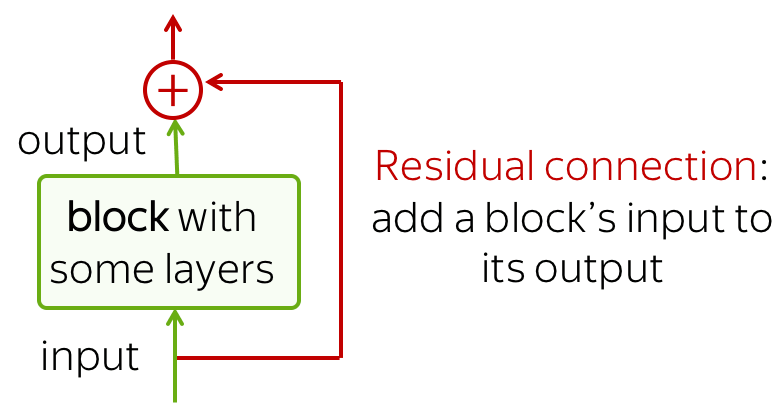 +
output
block with
some layers
input
Residual connection:
add a block's input to
its output